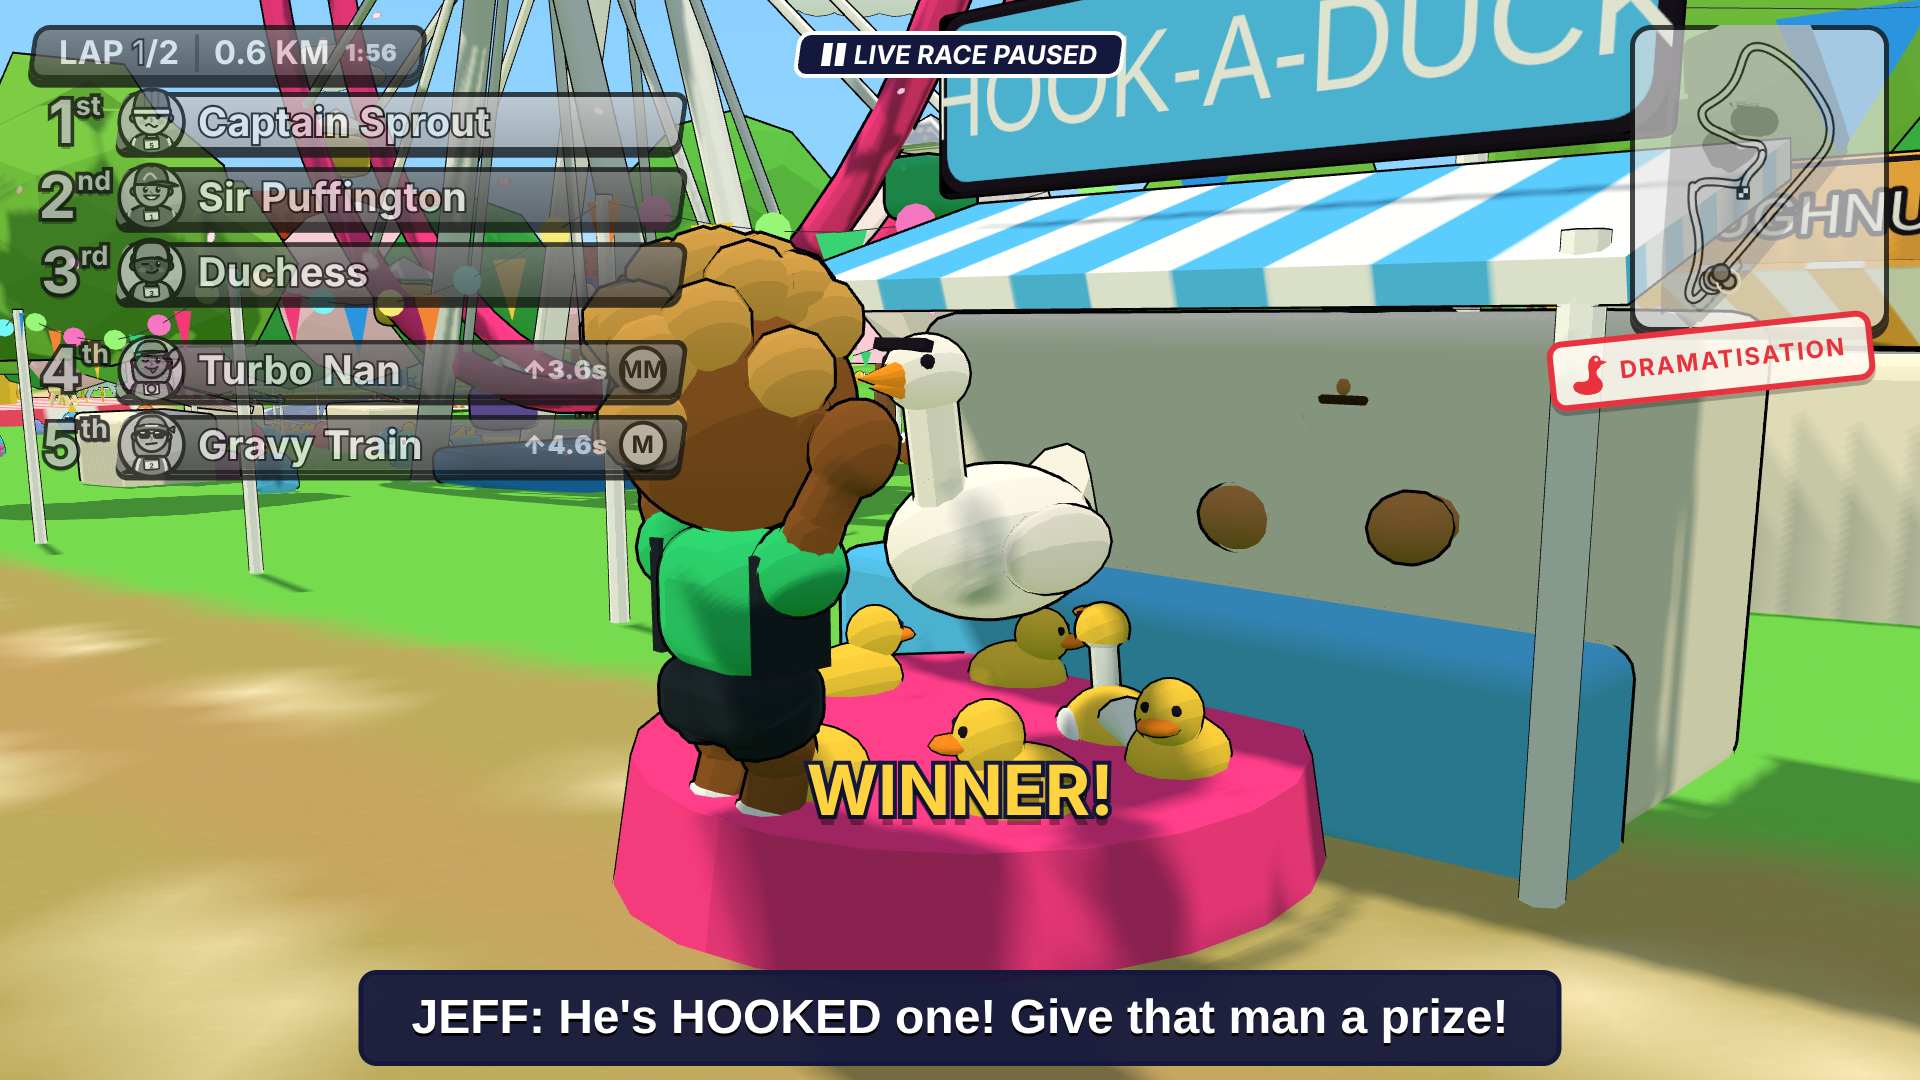 LAP 1/2 0.6 KM 1:56
LIVE RACE PAUSED
HOOK-A-DUCK
1st Captain Sprout
2nd Sir Puffington
3rd Duchess
4th Turbo Nan ↑3.6s MM
5th Gravy Train ↑4.6s M
DRAMATISATION
WINNER!
JEFF: He's HOOKED one! Give that man a prize!